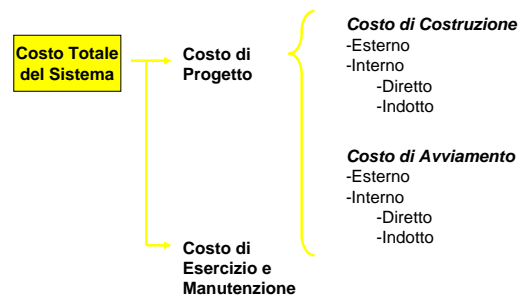 Costo Totale
del Sistema
Costo di
Progetto
Costo di
Esercizio e
Manutenzione
Costo di Costruzione
-Esterno
-Interno
-Diretto
-Indotto
Costo di Avviamento
-Esterno
-Interno
-Diretto
-Indotto